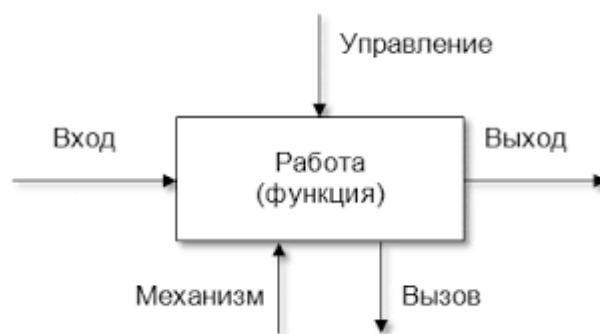 Управление
Вход
Работа
(функция)
Выход
Механизм
Вызов